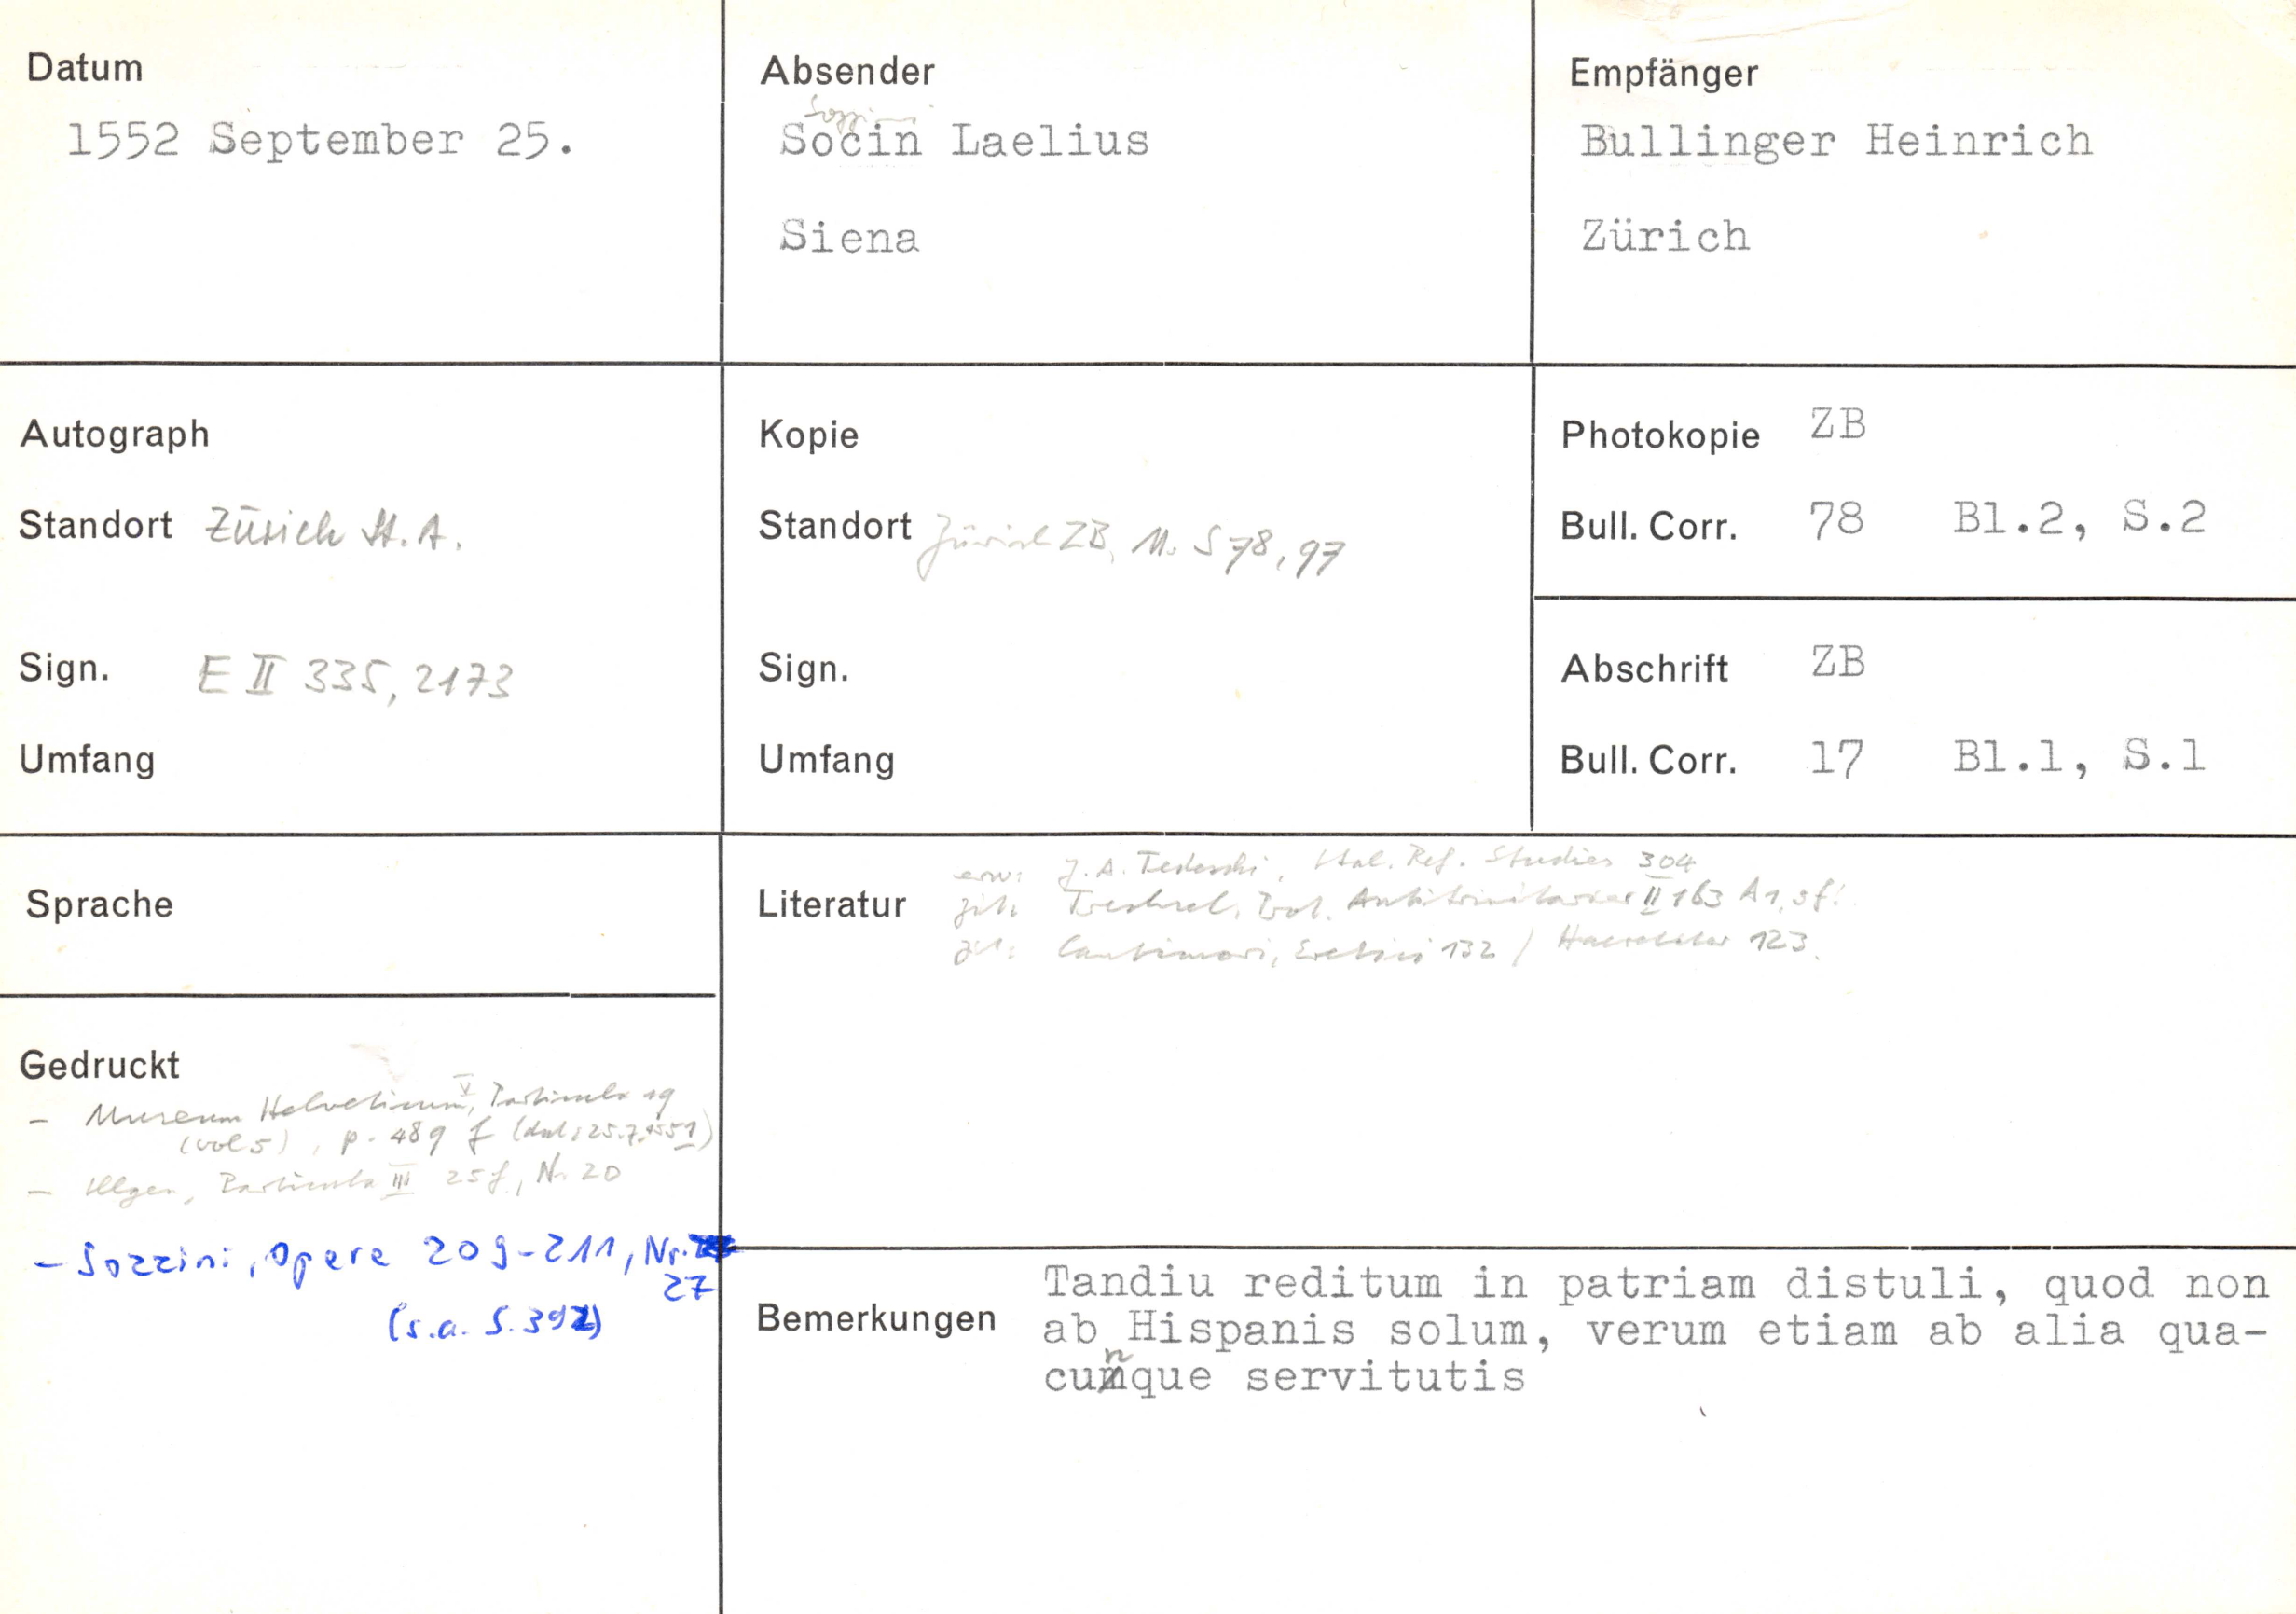 Datum
1552 September 25.
Absender
Sozzini
Socin Laelius
Siena
Empfänger
Bullinger Heinrich
Zürich
Autograph
Standort Zürich St.A.
Sign. E II 335, 2173
Umfang
Kopie
Standort Zürich ZB, Ms S 78, 97
Sign.
Umfang
Photokopie ZB
Bull. Corr. 78 Bl.2, S.2
Abschrift ZB
Bull. Corr. 17 Bl.1, S.1
Sprache
Literatur
erw: J.A. Tedeschi, Ital. Ref. Studies 304
zit: Trechsel, Prot. Antitrinitarier II 163 A1, sf.
zit: Cantimori, Eretici 132 / Haeretiker 123.
Gedruckt
- Museum Helveticum V, Particula 19
(vol 5), p. 489 f (dat: 25.7.1551)
- Illgen, Particula III 25f., Nr. 20
- Sozzini, Opere 209-211, Nr.
27
(s.a. S. 392)
Bemerkungen
Tandiu reditum in patriam distuli, quod non
ab Hispanis solum, verum etiam ab alia qua-
cunque servitutis